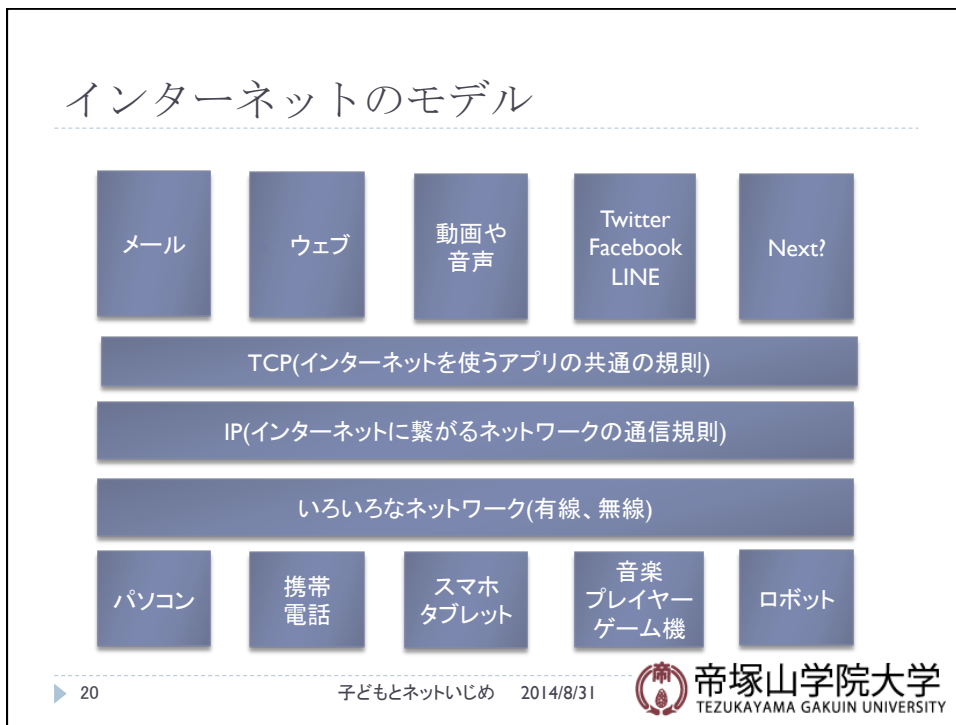 インターネットのモデル
メール
ウェブ
動画や
音声
Twitter
Facebook
LINE
Next?
TCP(インターネットを使うアプリの共通の規則)
IP(インターネットに繋がるネットワークの通信規則)
いろいろなネットワーク(有線、無線)
パソコン
携帯
電話
スマホ
タブレット
音楽
プレイヤー
ゲーム機
ロボット
20
子どもとネットいじめ 2014/8/31
帝塚山学院大学
TEZUKAYAMA GAKUIN UNIVERSITY